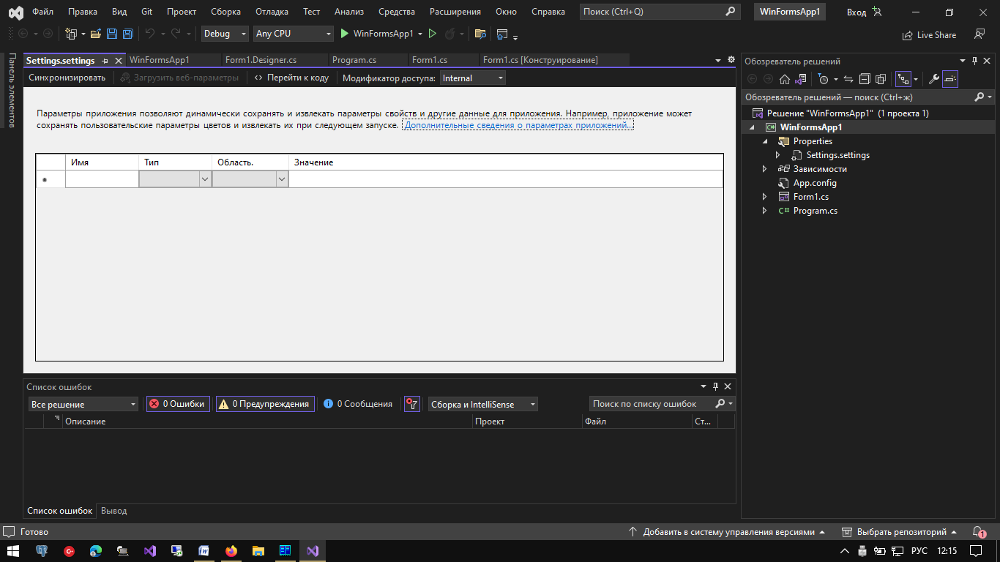 Файл Правка Вид Git Проект Сборка Отладка Тест Анализ Средства Расширения Окно Справка Поиск (Ctrl+Q) WinFormsApp1 Вход
Debug Any CPU WinFormsApp1 Live Share
Панель элементов
Settings.settings WinFormsApp1 Form1.Designer.cs Program.cs Form1.cs Form1.cs [Конструирование]
Синхронизировать Загрузить веб-параметры Перейти к коду Модификатор доступа: Internal
Параметры приложения позволяют динамически сохранять и извлекать параметры свойств и другие данные для приложения. Например, приложение может
сохранять пользовательские параметры цветов и извлекать их при следующем запуске. Дополнительные сведения о параметрах приложений...
Имя Тип Область. Значение
Обозреватель решений
Обозреватель решений — поиск (Ctrl+ж)
Решение "WinFormsApp1" (1 проекта 1)
WinFormsApp1
Properties
Settings.settings
Зависимости
App.config
Form1.cs
Program.cs
Список ошибок
Все решение 0 Ошибки 0 Предупреждения 0 Сообщения Сборка и IntelliSense Поиск по списку ошибок
Описание Проект Файл Ст...
Список ошибок Вывод
Готово Добавить в систему управления версиями Выбрать репозиторий 1
РУС 12:15